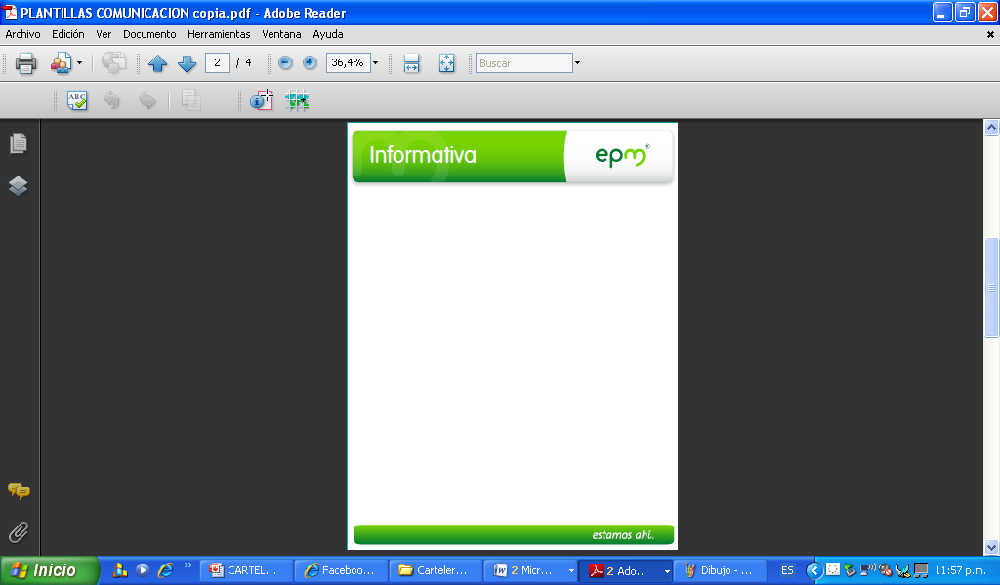 PLANTILLAS COMUNICACION copia.pdf - Adobe Reader
Archivo Edición Ver Documento Herramientas Ventana Ayuda
2 / 4 36,4% Buscar
ABC
Informativa epm®
estamos ahí.
Inicio CARTEL... Faceboo... Carteler... 2 Micr... 2 Ado... Dibujo - ... ES 11:57 p.m.